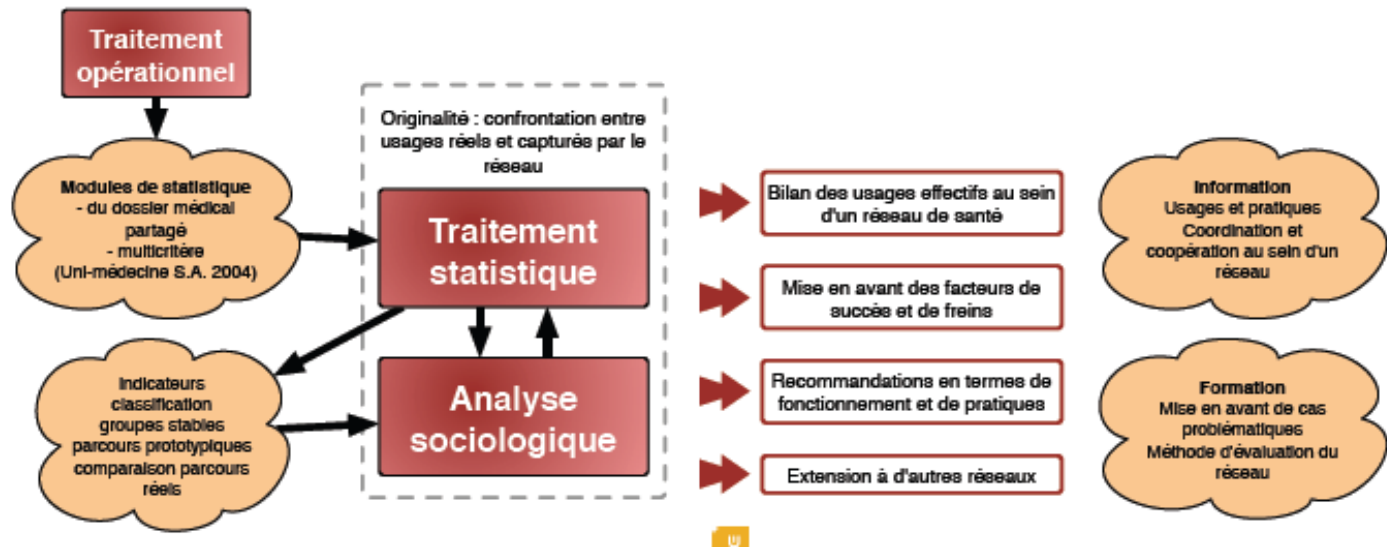 Traitement
opérationnel
Modules de statistique
- du dossier médical
partagé
- multicritère
(Uni-médecine S.A. 2004)
Indicateurs
classification
groupes stables
parcours prototypiques
comparaison parcours
réels
Originalité : confrontation entre
usages réels et capturés par le
réseau
Traitement
statistique
Analyse
sociologique
Bilan des usages effectifs au sein
d'un réseau de santé
Mise en avant des facteurs de
succès et de freins
Recommandations en termes de
fonctionnement et de pratiques
Extension à d'autres réseaux
Information
Usages et pratiques
Coordination et
coopération au sein d'un
réseau
Formation
Mise en avant de cas
problématiques
Méthode d'évaluation du
réseau